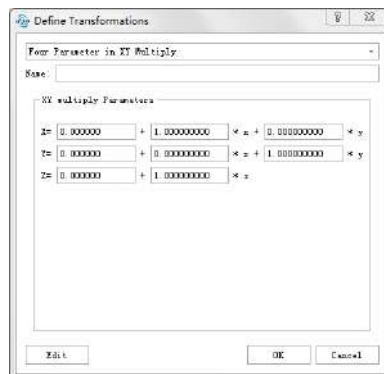 Define Transformations
Four Parameter in XY Multiply
Name:
XY multiply Parameters
X= 0.000000 + 1.000000000 * x + 0.000000000 * y
Y= 0.000000 + 0.000000000 * x + 1.000000000 * y
Z= 0.000000 + 1.000000000 * z
Edit OK Cancel